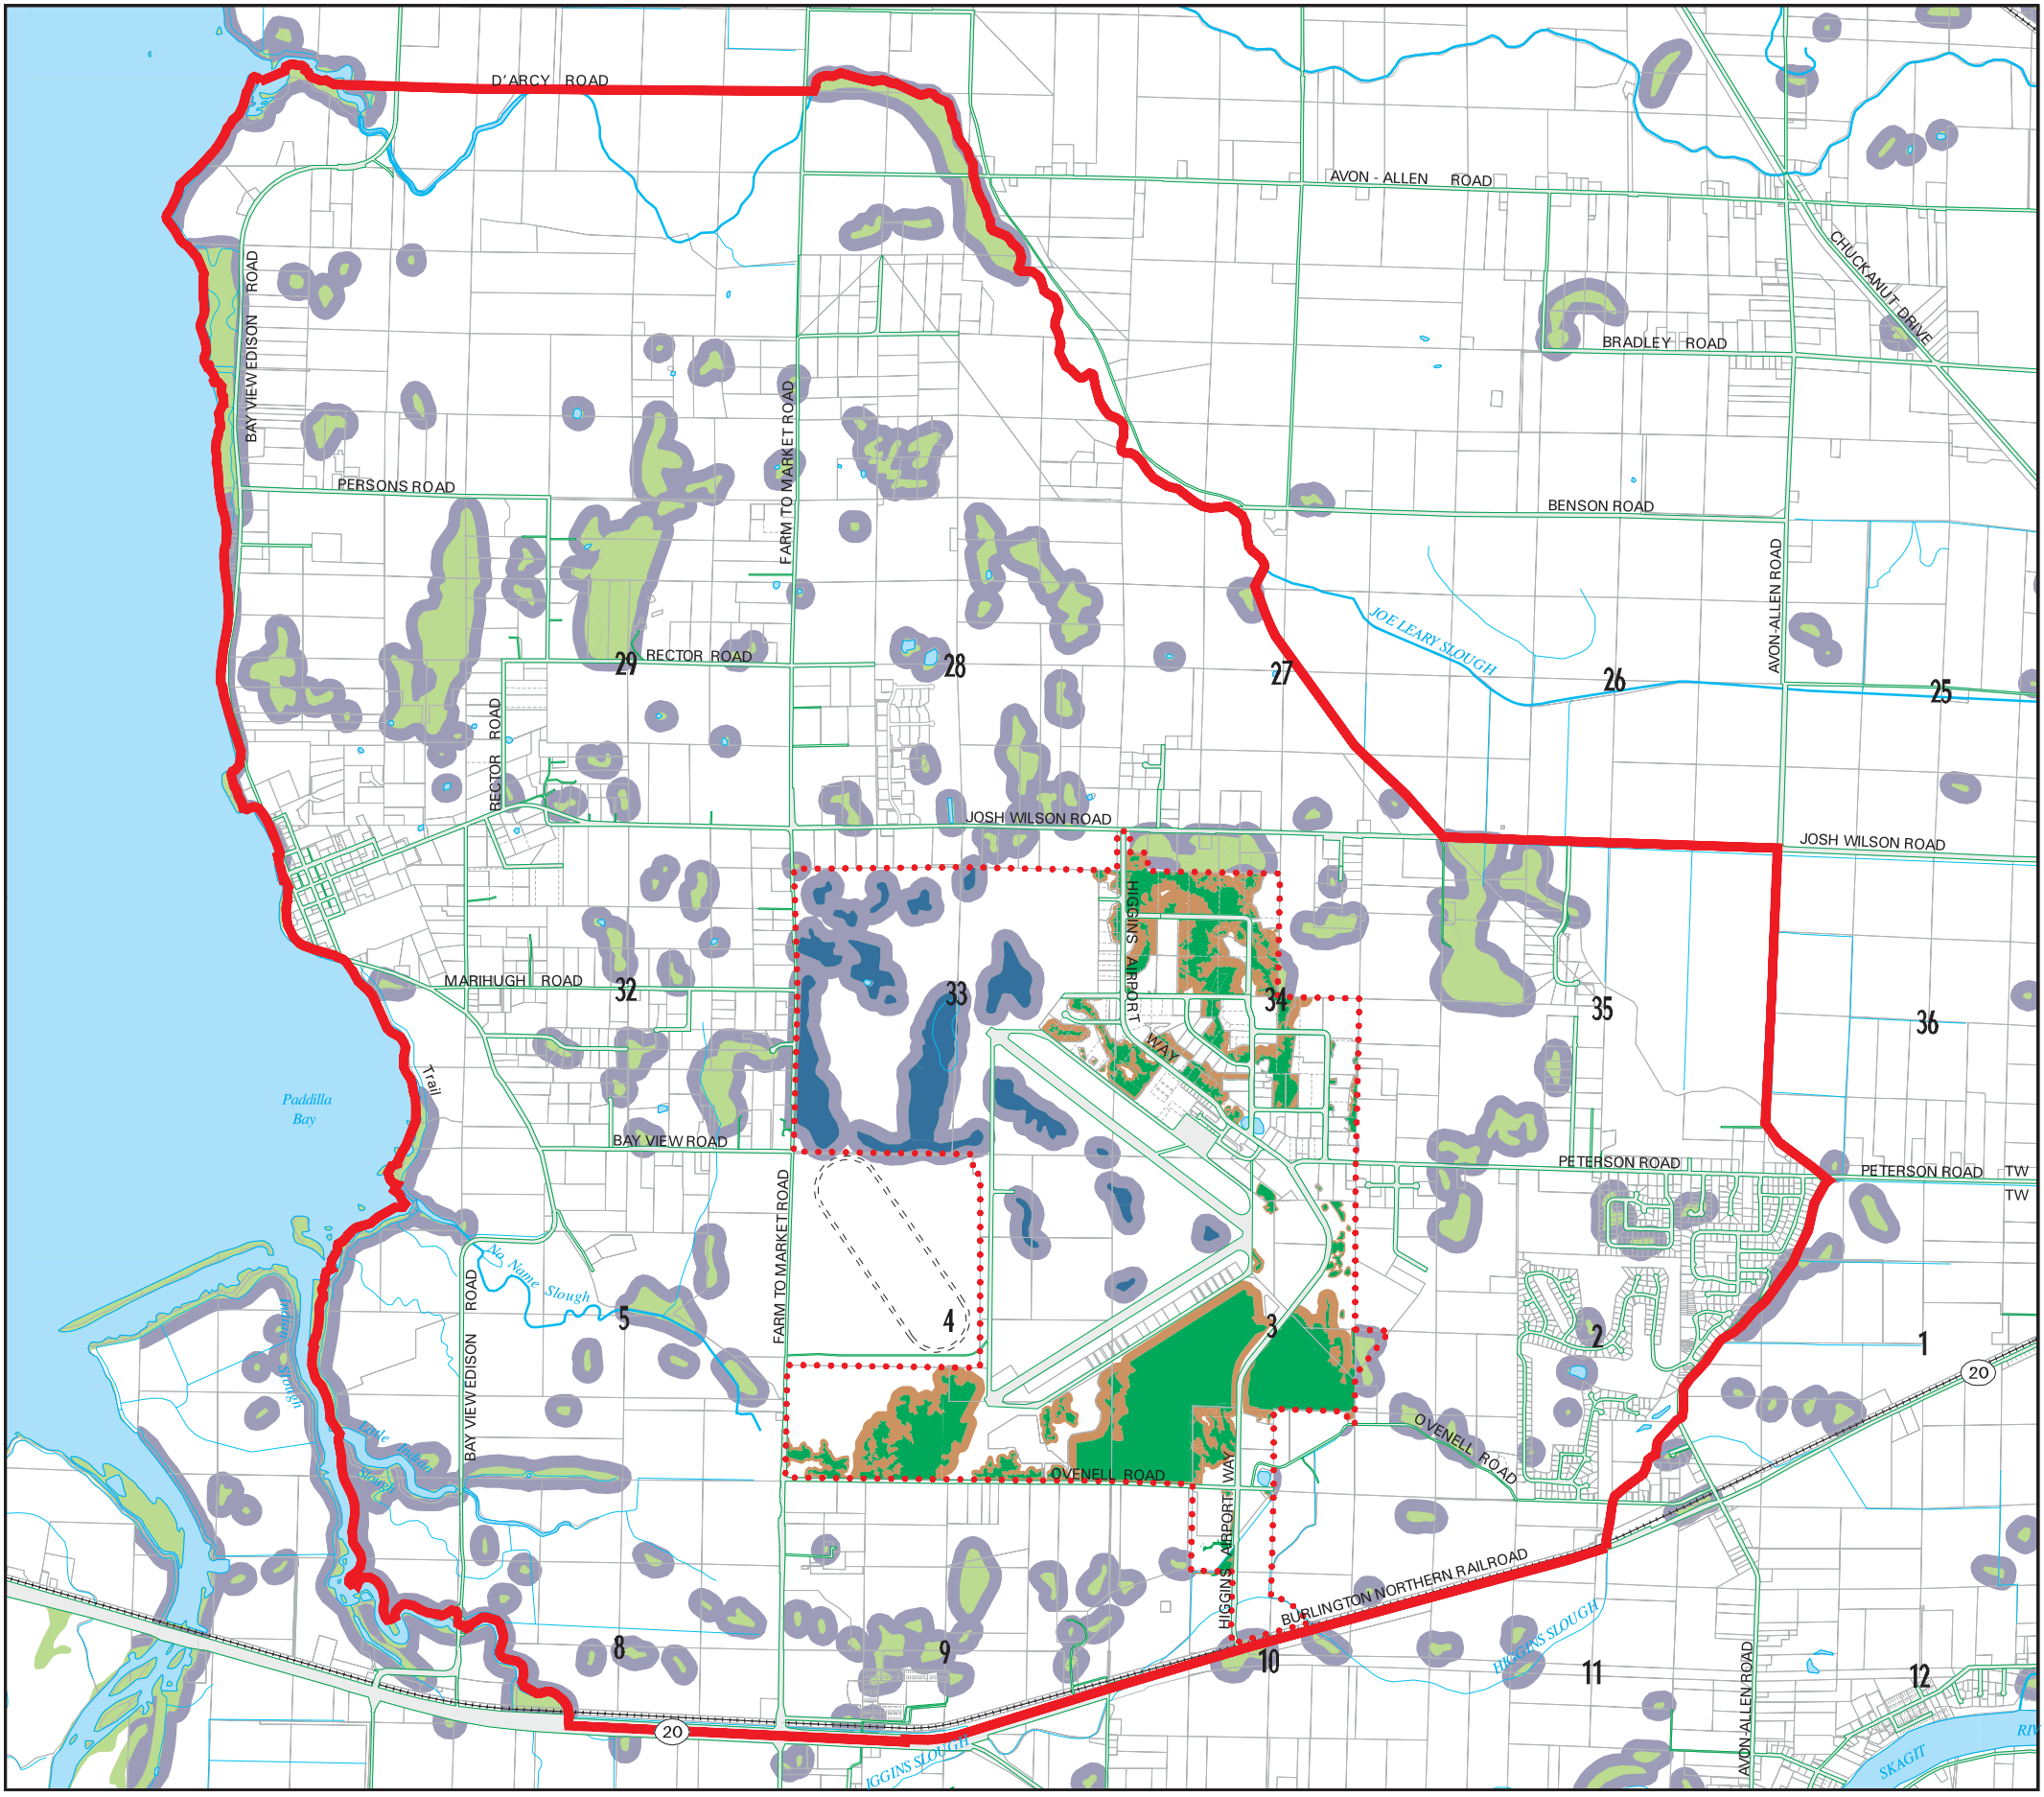 D'ARCY ROAD
AVON - ALLEN ROAD
CHUCKANUT DRIVE
BAY VIEW EDISON ROAD
BRADLEY ROAD
FARM TO MARKET ROAD
PERSONS ROAD
BENSON ROAD
AVON-ALLEN ROAD
JOE LEARY SLOUGH
29
RECTOR ROAD
28
27
26
25
RECTOR ROAD
JOSH WILSON ROAD
JOSH WILSON ROAD
HIGGINS AIRPORT WAY
MARIHUGH ROAD
32
33
34
35
36
Trail
Paddilla
Bay
BAY VIEW ROAD
PETERSON ROAD
PETERSON ROAD
TW
TW
FARM TO MARKET ROAD
No Name Slough
BAY VIEW EDISON ROAD
Indian Slough
5
4
3
2
1
20
Little Indian
Slough
OVENELL ROAD
OVENELL ROAD
HIGGINS AIRPORT WAY
BURLINGTON NORTHERN RAILROAD
HIGGINS SLOUGH
8
9
10
11
12
AVON-ALLEN ROAD
20
IGGINS SLOUGH
SKAGIT
RIV